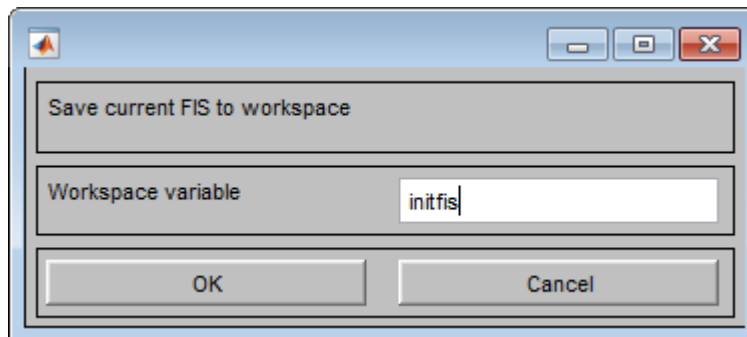 Save current FIS to workspace
Workspace variable initfis
OK Cancel